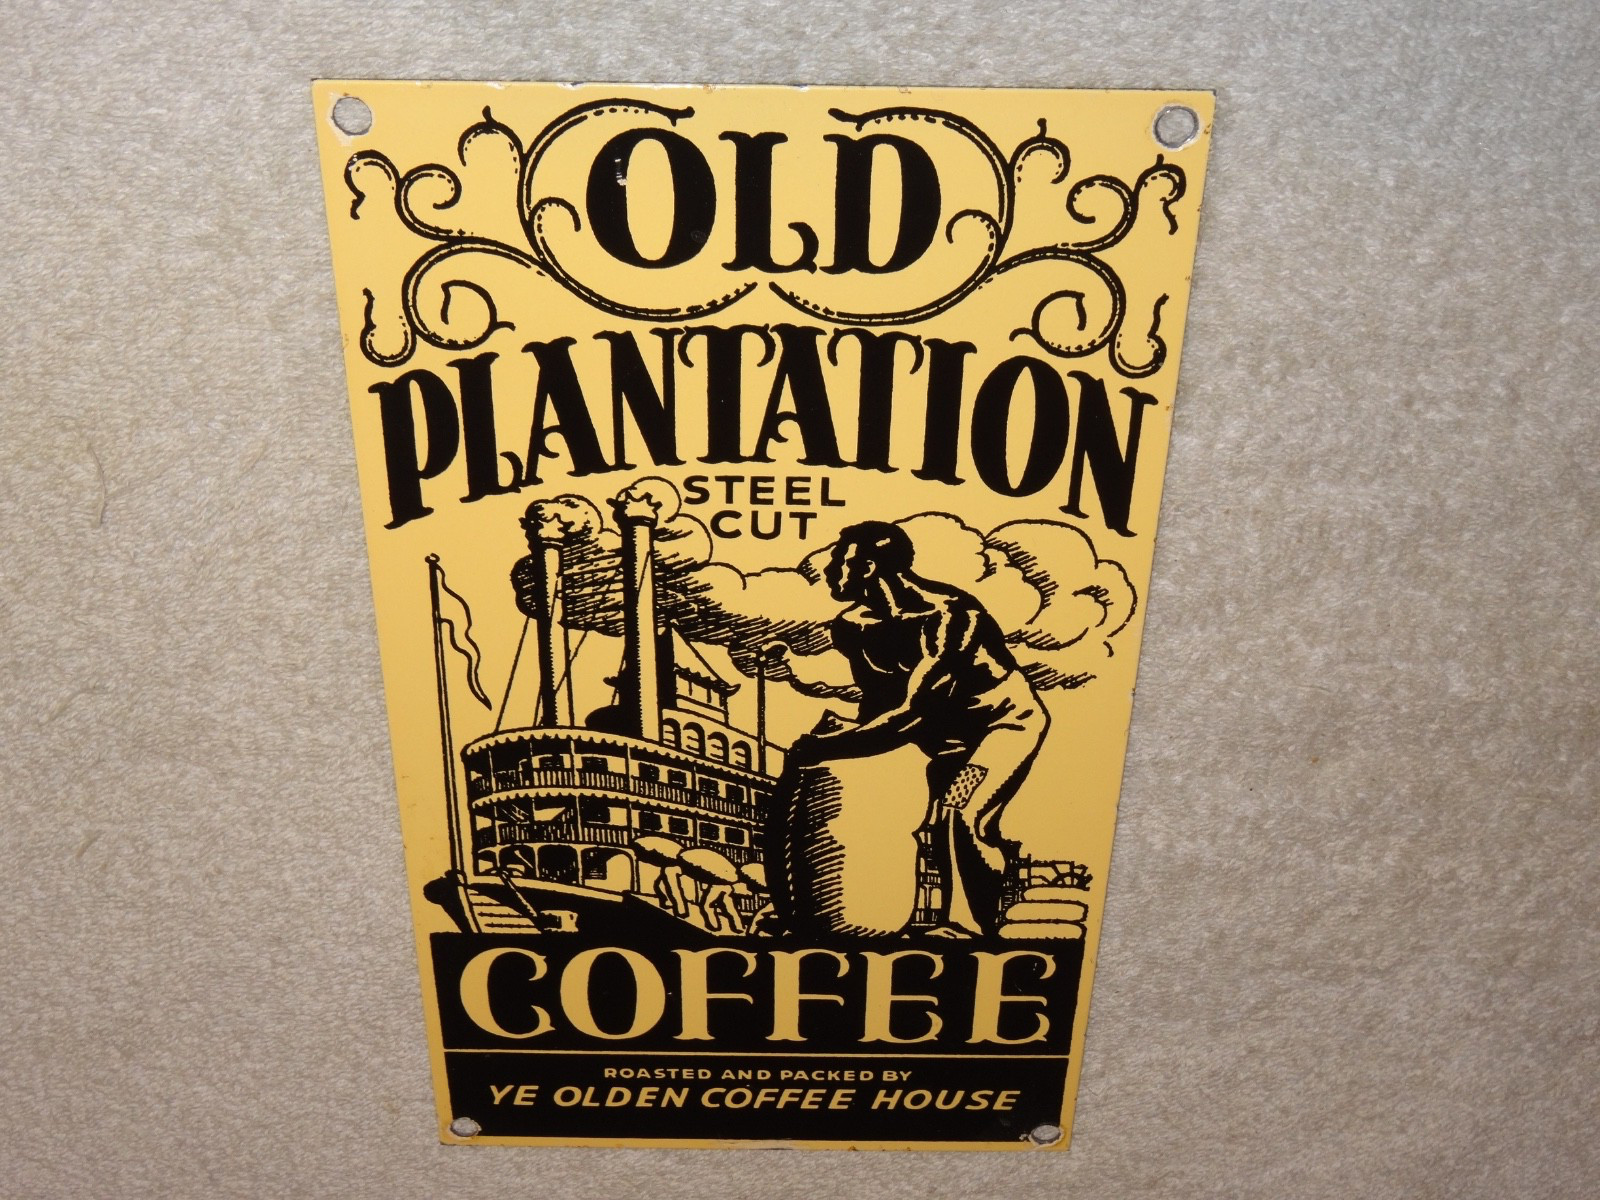 OLD
PLANTATION
STEEL
CUT
COFFEE
ROASTED AND PACKED BY
YE OLDEN COFFEE HOUSE